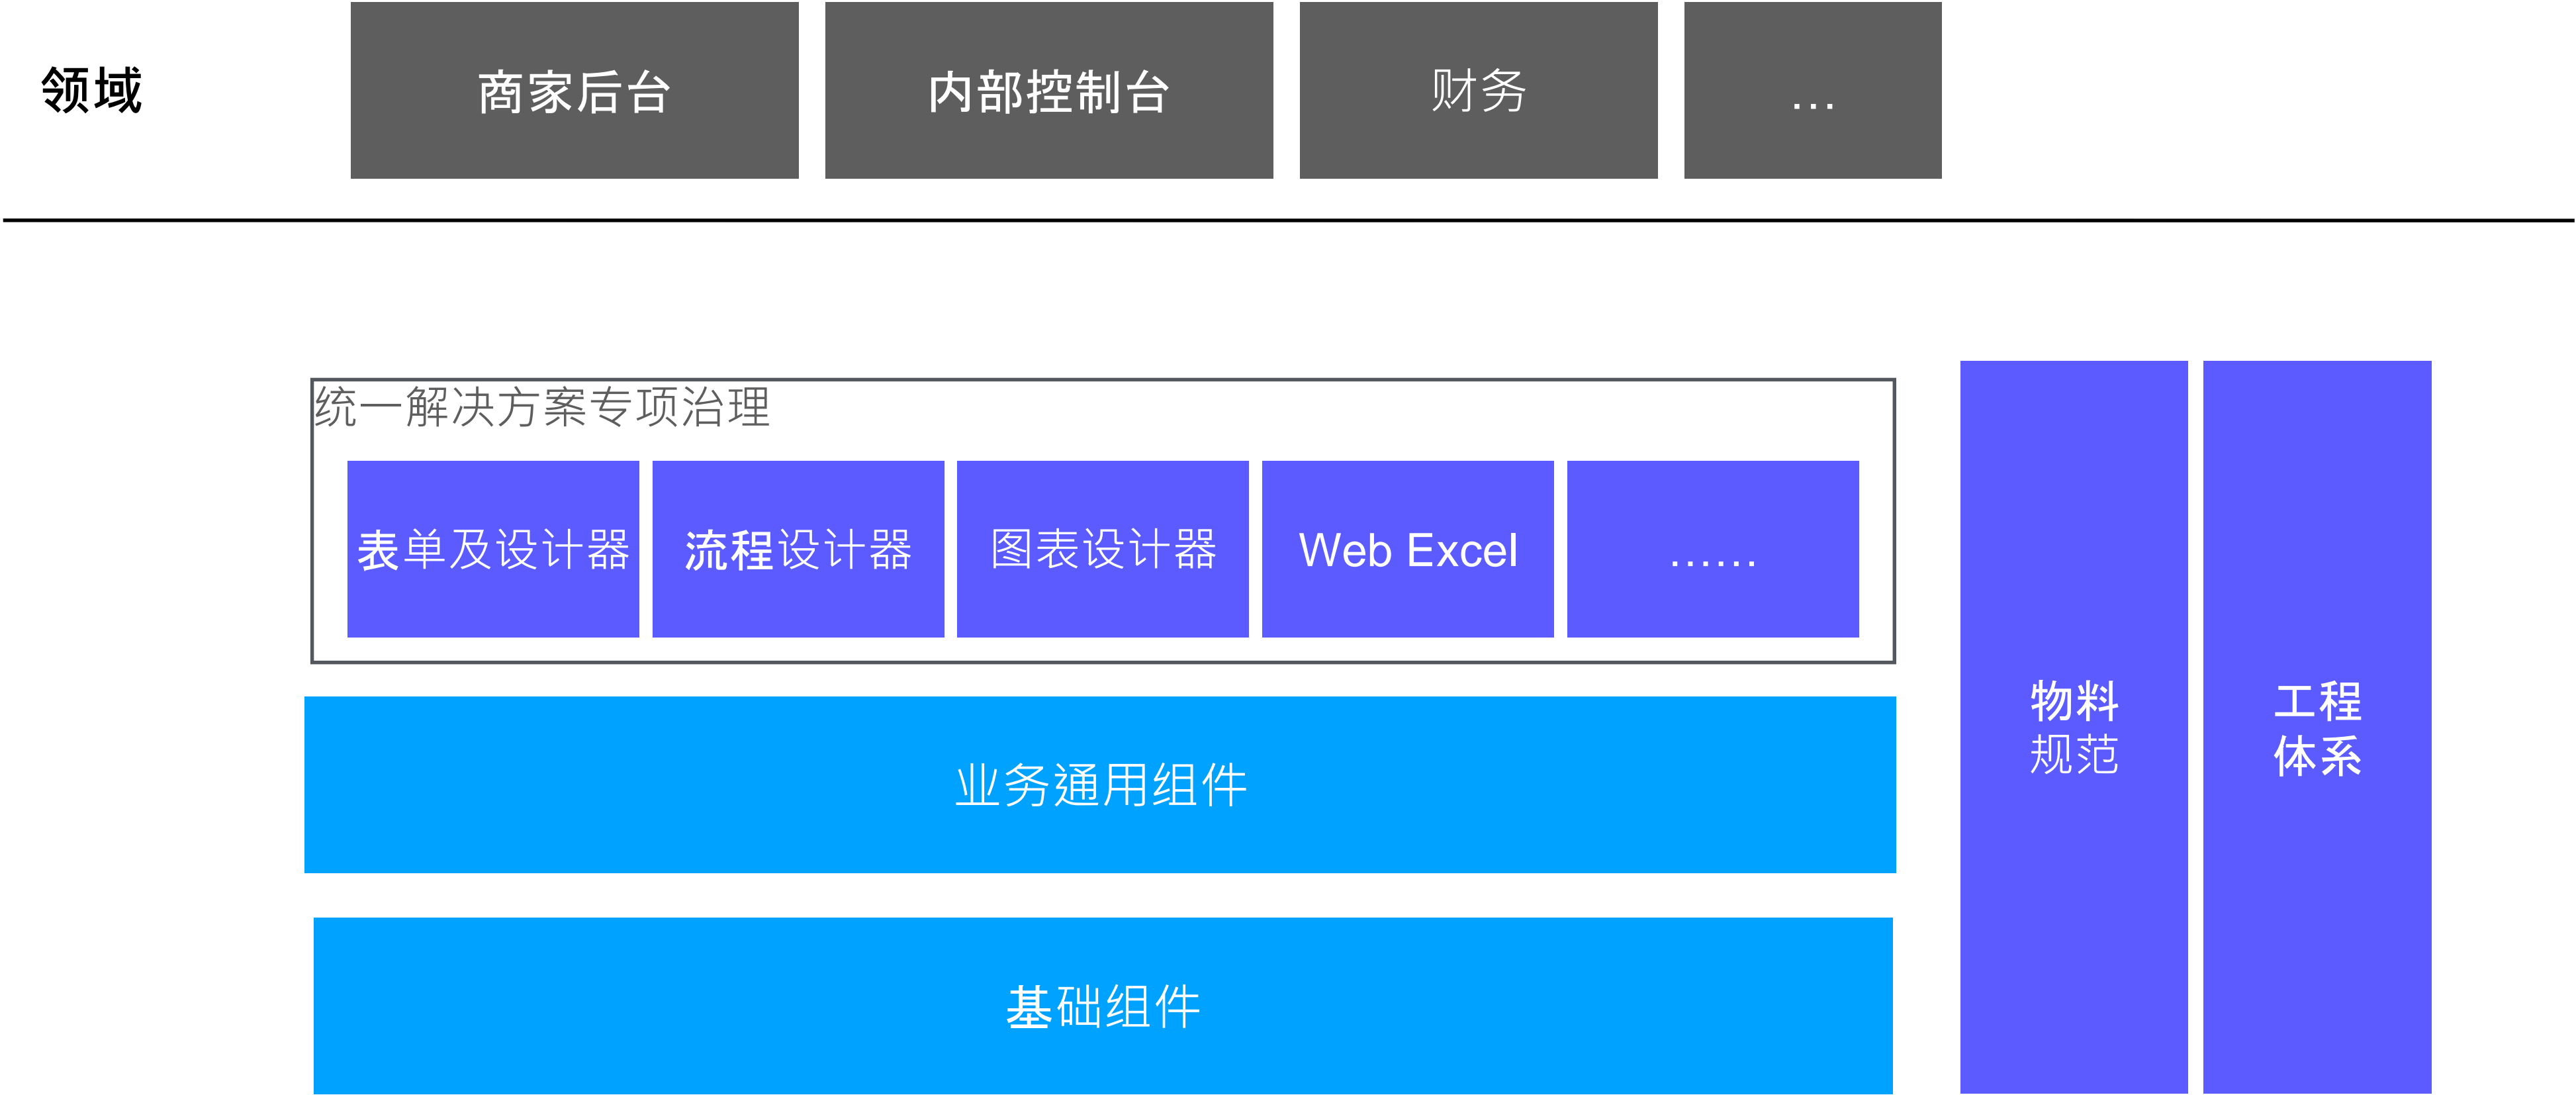 领域
商家后台
内部控制台
财务
...
统一解决方案专项治理
表单及设计器
流程设计器
图表设计器
Web Excel
......
物料
规范
工程
体系
业务通用组件
基础组件